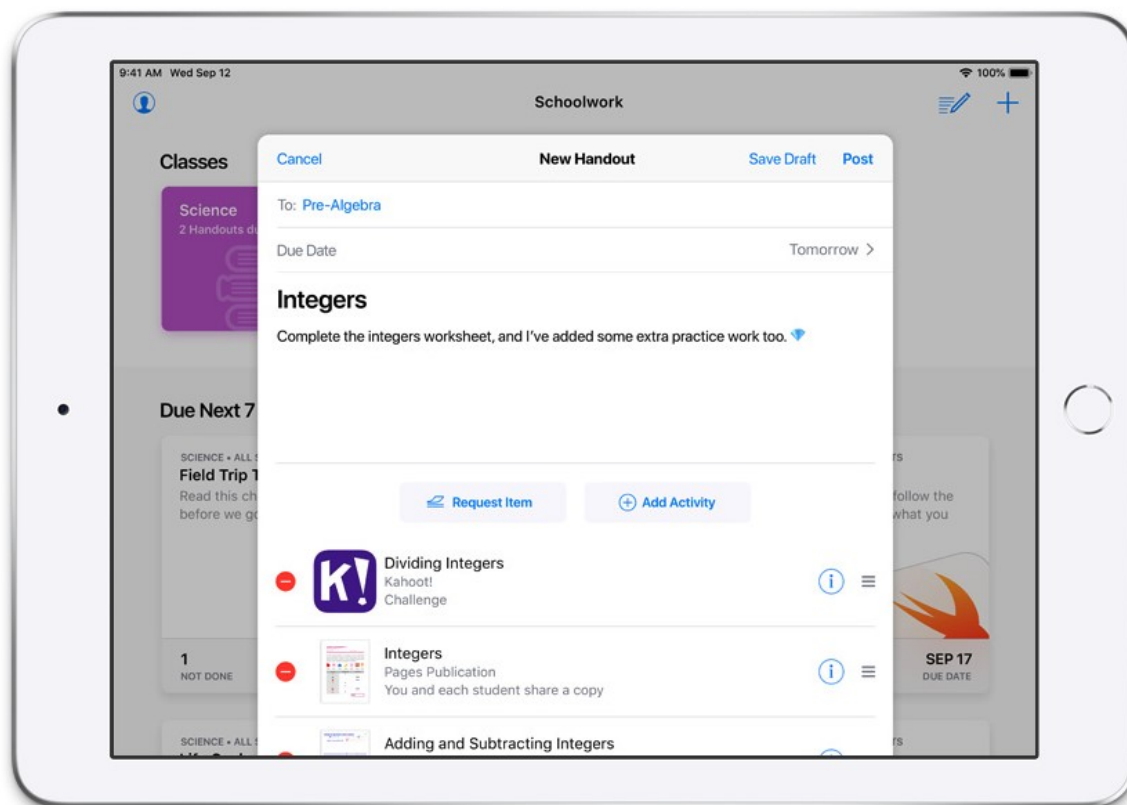 9:41 AM Wed Sep 12
100%
Schoolwork
Classes
Science
2 Handouts
Cancel
New Handout
Save Draft
Post
To: Pre-Algebra
Due Date
Tomorrow
Integers
Complete the integers worksheet, and I've added some extra practice work too.
Request Item
Add Activity
K!
Dividing Integers
Kahoot!
Challenge
Integers
Pages Publication
You and each student share a copy
Adding and Subtracting Integers
Due Next 7
SCIENCE • ALL
Field Trip
Read this
before we
1
NOT DONE
follow the
what you
SEP 17
DUE DATE
SCIENCE • ALL